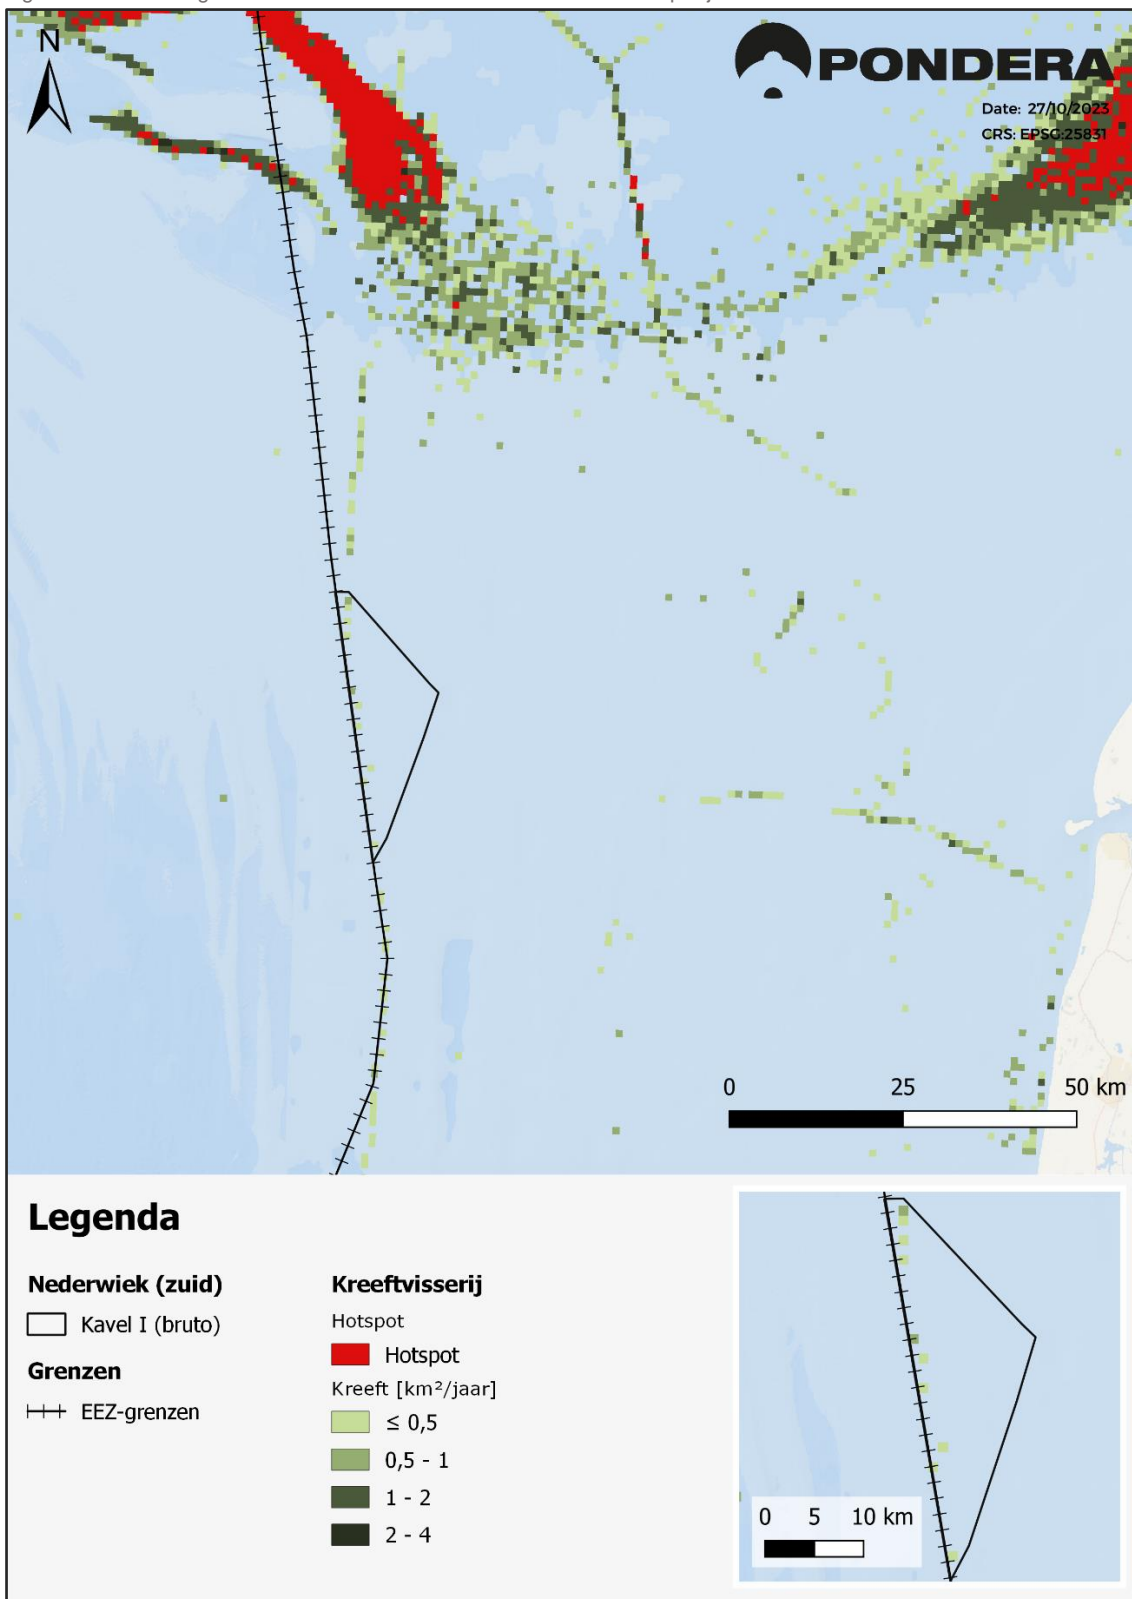 N
PONDERA
Date: 27/10/2023
CRS: EPSG:25831
0 25 50 km
Legenda
Nederwiek (zuid)
Kavel I (bruto)
Grenzen
EEZ-grenzen
Kreeftvisserij
Hotspot
Hotspot
Kreeft [km²/jaar]
≤ 0,5
0,5 - 1
1 - 2
2 - 4
0 5 10 km